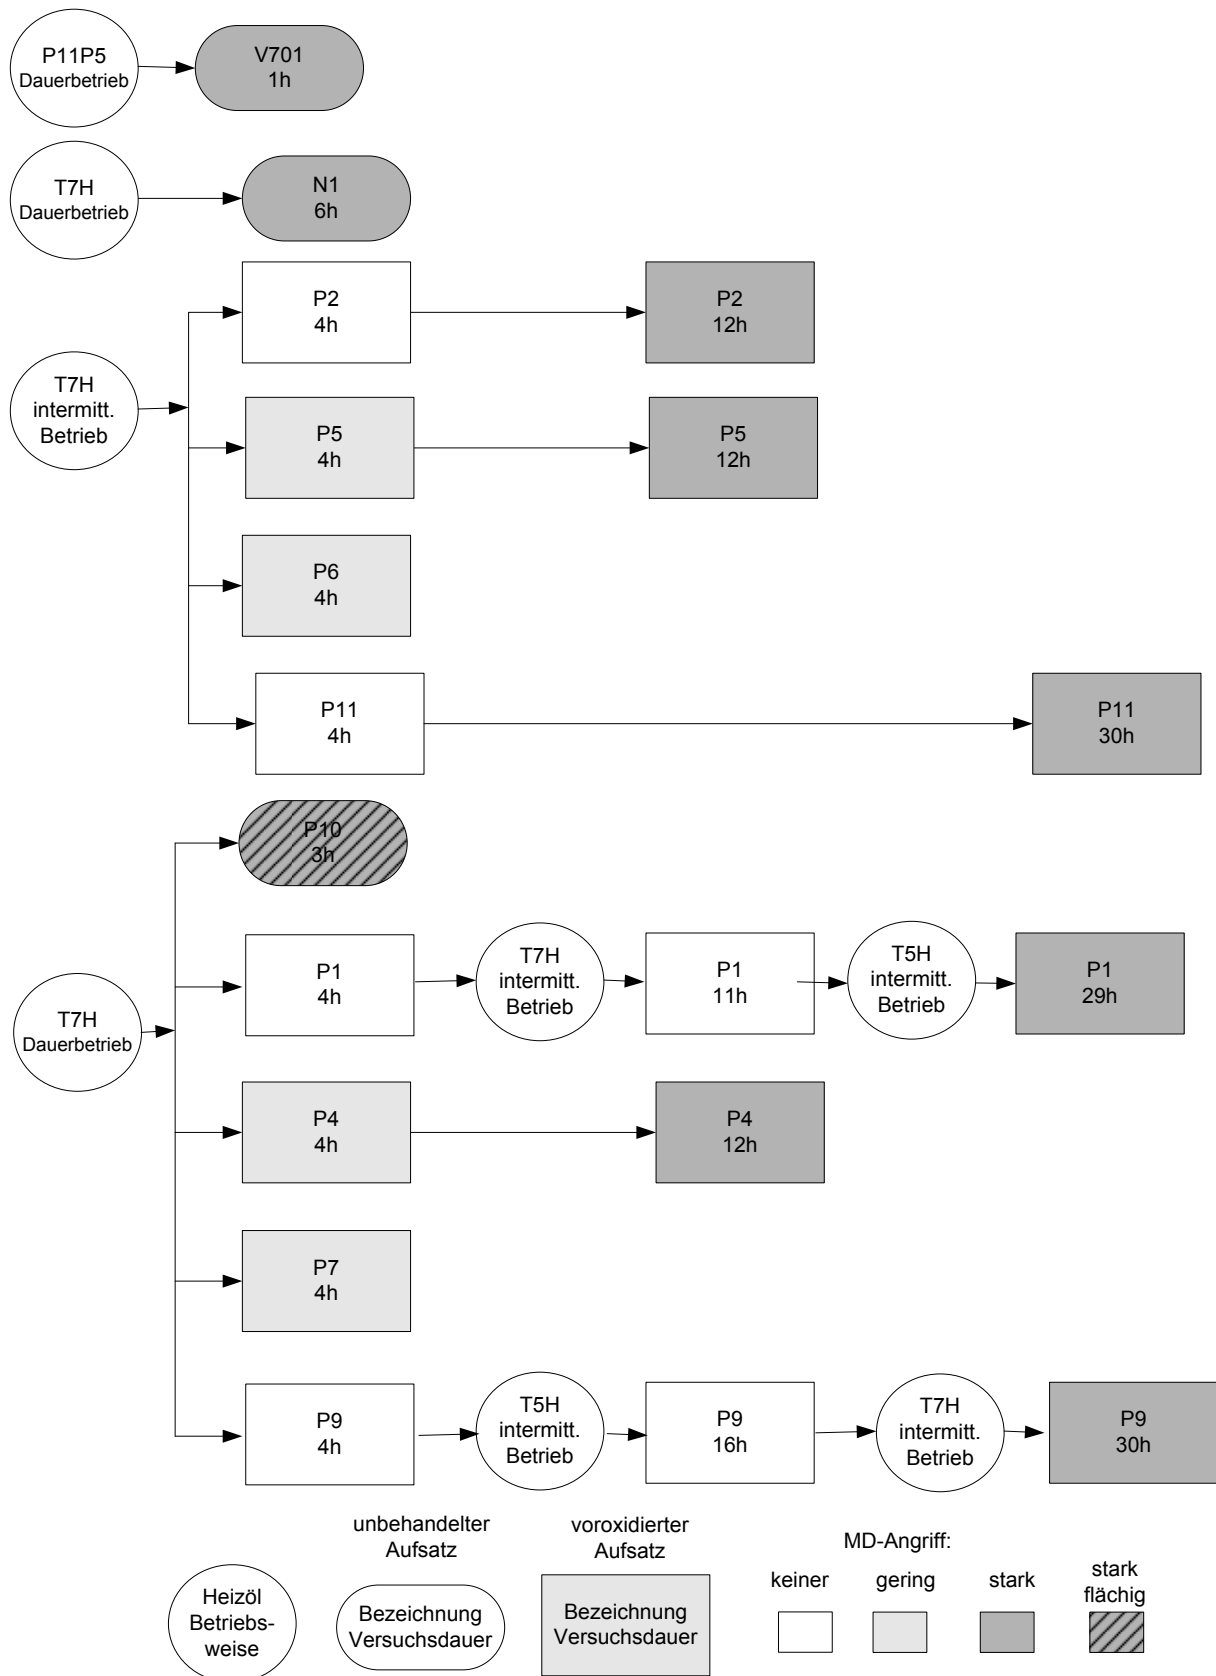 P11P5
Dauerbetrieb
V701
1h
T7H
Dauerbetrieb
N1
6h
T7H
intermitt.
Betrieb
P2
4h
P2
12h
P5
4h
P5
12h
P6
4h
P11
4h
P11
30h
T7H
Dauerbetrieb
P10
3h
P1
4h
T7H
intermitt.
Betrieb
P1
11h
T5H
intermitt.
Betrieb
P1
29h
P4
4h
P4
12h
P7
4h
P9
4h
T5H
intermitt.
Betrieb
P9
16h
T7H
intermitt.
Betrieb
P9
30h
Heizöl
Betriebs-
weise
unbehandelter
Aufsatz
Bezeichnung
Versuchsdauer
voroxidierter
Aufsatz
Bezeichnung
Versuchsdauer
MD-Angriff:
keiner
gering
stark
stark
flächig